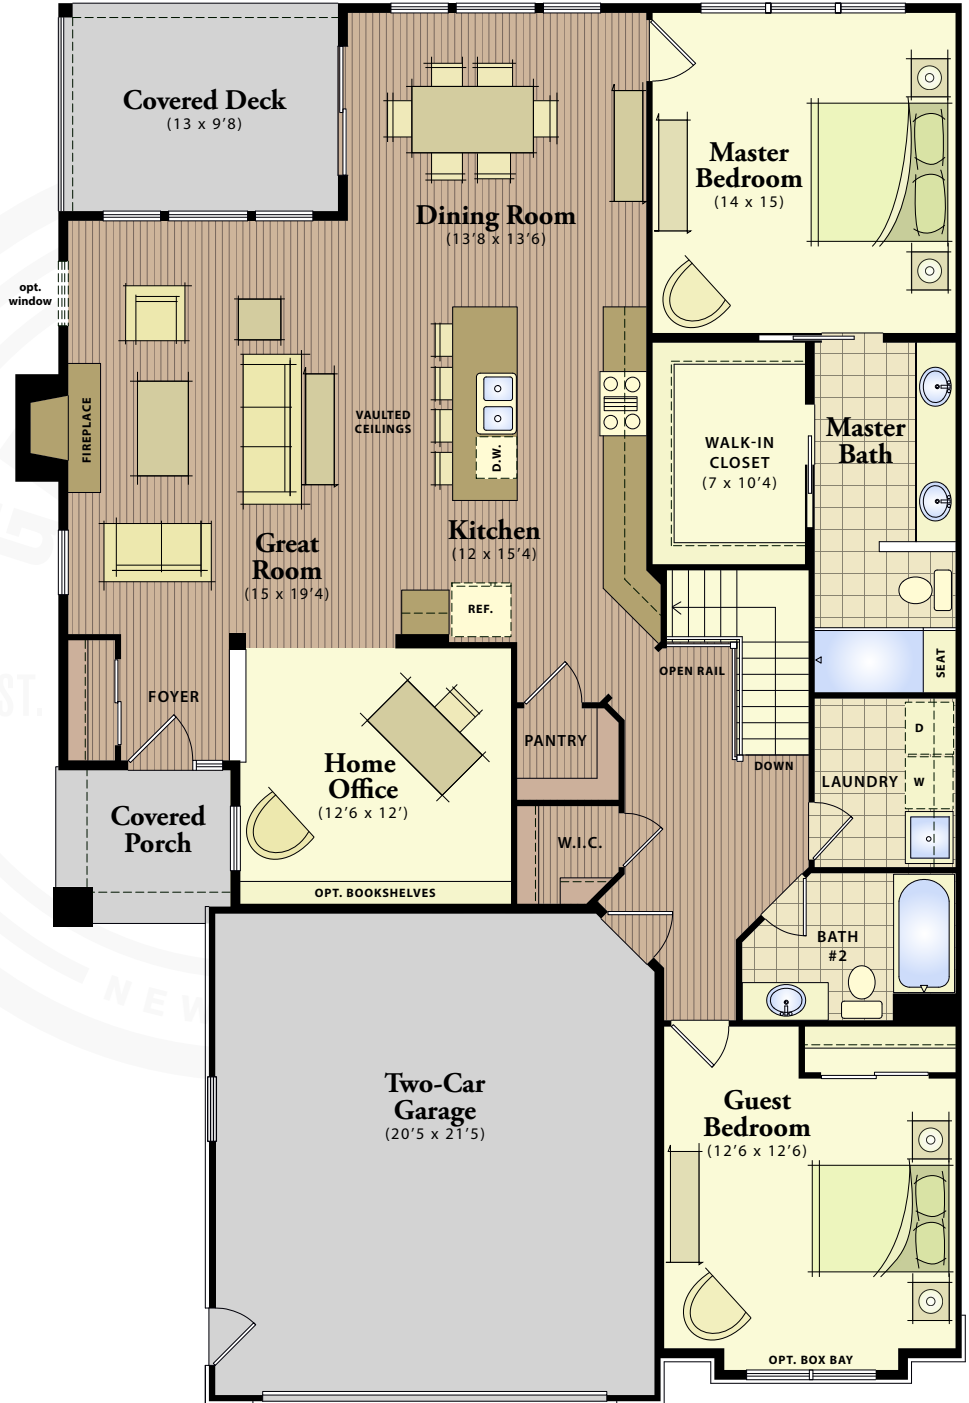 Covered Deck
(13 x 9'8)
Dining Room
(13'8 x 13'6)
Master
Bedroom
(14 x 15)
opt.
window
FIREPLACE
VAULTED
CEILINGS
D.W.
WALK-IN
CLOSET
(7 x 10'4)
Master
Bath
Great
Room
(15 x 19'4)
Kitchen
(12 x 15'4)
REF.
OPEN RAIL
SEAT
FOYER
PANTRY
DOWN
D
LAUNDRY
W
Home
Office
(12'6 x 12')
Covered
Porch
W.I.C.
OPT. BOOKSHELVES
BATH
#2
Two-Car
Garage
(20'5 x 21'5)
Guest
Bedroom
(12'6 x 12'6)
OPT. BOX BAY
G
ST.
NEW